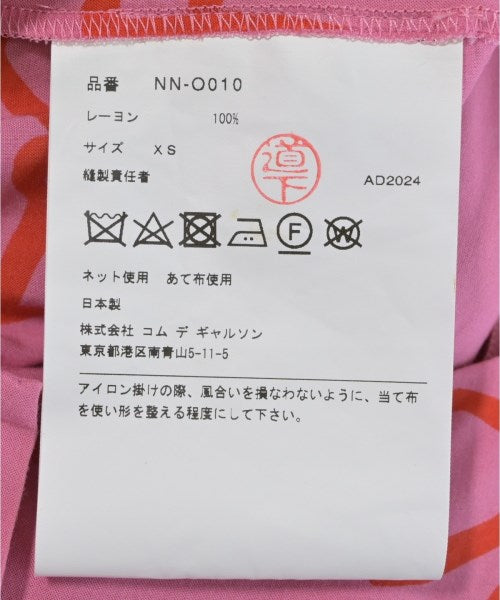 品番 NN-O010
レーヨン 100%
サイズ XS
縫製責任者 道下 AD2024
F W
ネット使用 あて布使用
日本製
株式会社 コム デ ギャルソン
東京都港区南青山5-11-5
アイロン掛けの際、風合いを損なわないように、当て布
を使い形を整える程度にして下さい。